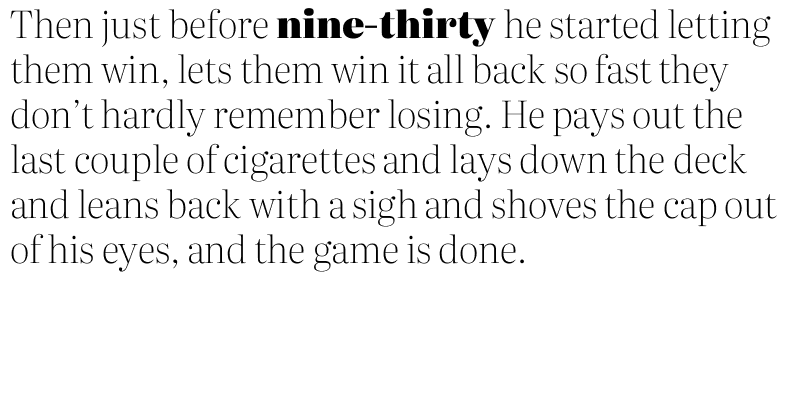 Then just before nine-thirty he started letting
them win, lets them win it all back so fast they
don’t hardly remember losing. He pays out the
last couple of cigarettes and lays down the deck
and leans back with a sigh and shoves the cap out
of his eyes, and the game is done.